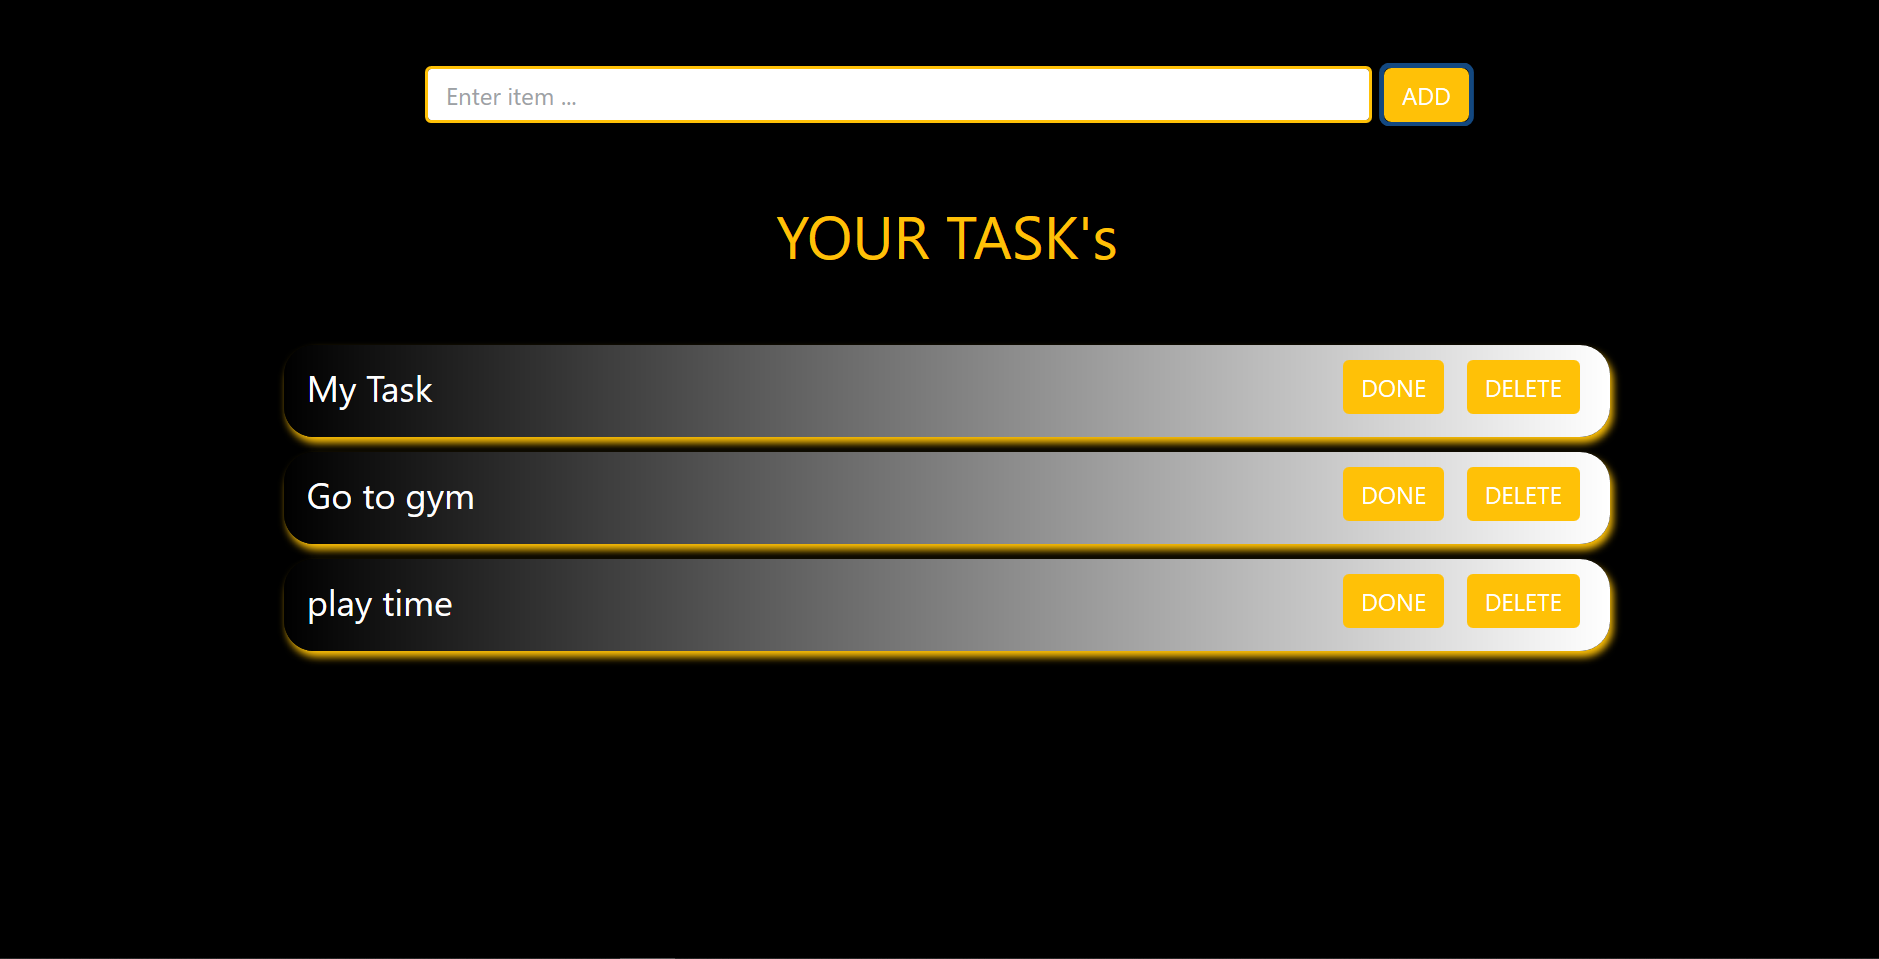 Enter item ... ADD
YOUR TASK's
My Task DONE DELETE
Go to gym DONE DELETE
play time DONE DELETE